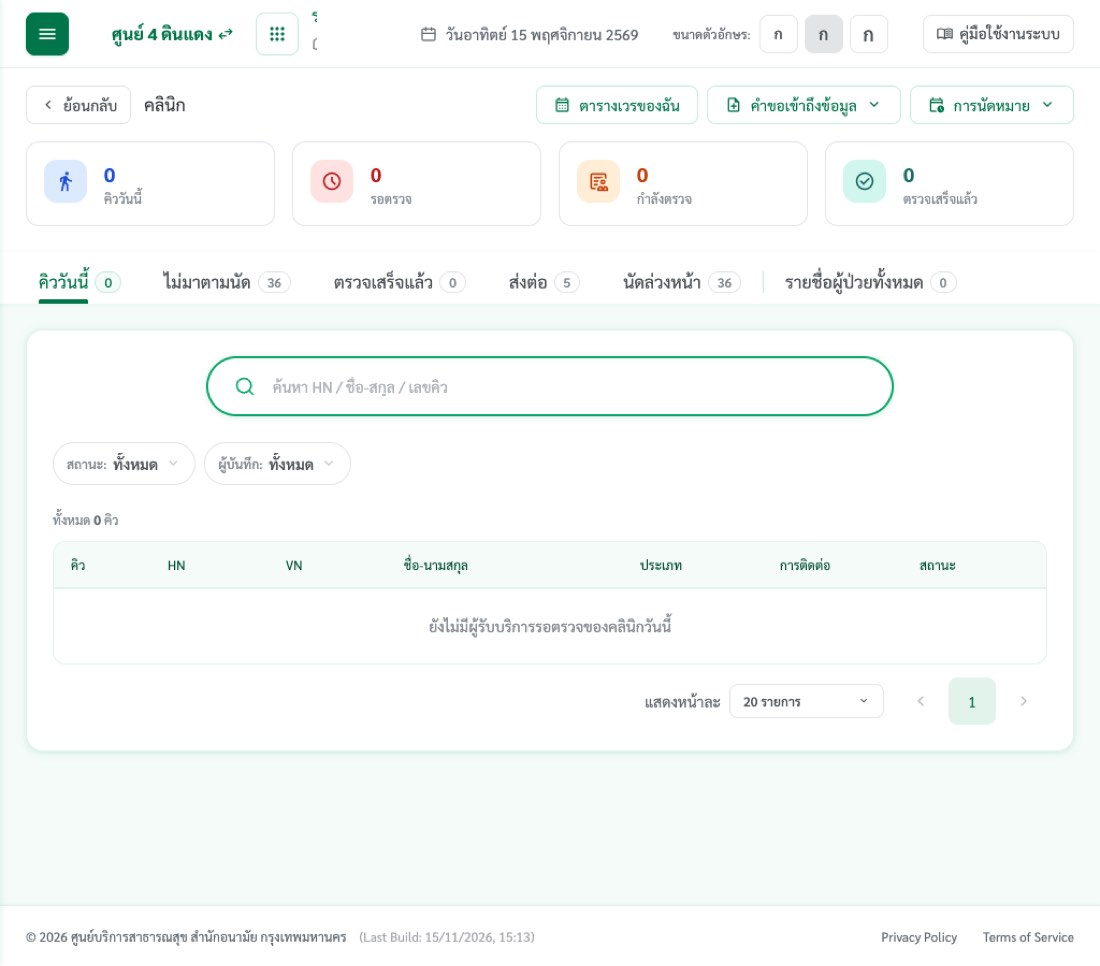 ศูนย์ 4 ดินแดง
วันอาทิตย์ 15 พฤศจิกายน 2569
ขนาดตัวอักษร: ก ก ก
คู่มือใช้งานระบบ
ย้อนกลับ
คลินิก
ตารางเวรของฉัน
คำขอเข้าถึงข้อมูล
การนัดหมาย
0
คิววันนี้
0
รอตรวจ
0
กำลังตรวจ
0
ตรวจเสร็จแล้ว
คิววันนี้ 0
ไม่มาตามนัด 36
ตรวจเสร็จแล้ว 0
ส่งต่อ 5
นัดล่วงหน้า 36
รายชื่อผู้ป่วยทั้งหมด 0
ค้นหา HN / ชื่อ-สกุล / เลขคิว
สถานะ: ทั้งหมด
ผู้บันทึก: ทั้งหมด
ทั้งหมด 0 คิว
คิว HN VN ชื่อ-นามสกุล ประเภท การติดต่อ สถานะ
ยังไม่มีผู้รับบริการรอตรวจของคลินิกวันนี้
แสดงหน้าละ 20 รายการ 1
© 2026 ศูนย์บริการสาธารณสุข สำนักอนามัย กรุงเทพมหานคร (Last Build: 15/11/2026, 15:13)
Privacy Policy Terms of Service